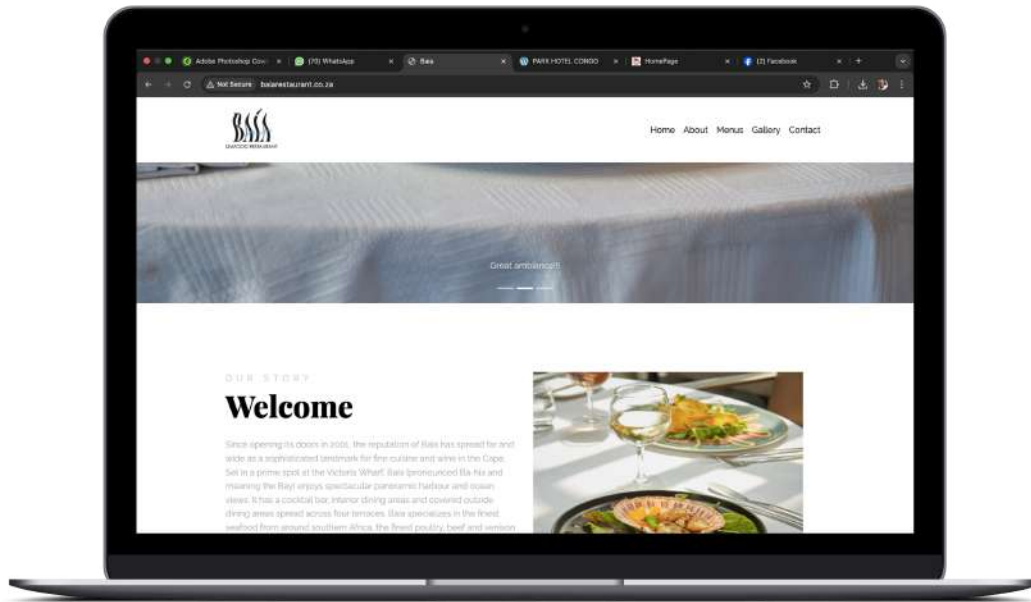 Adobe Photoshop Cow
(70) WhatsApp
Baia
PARK HOTEL CONGO
HomePage
(2) Facebook
Not Secure baiarestaurant.co.za
BAÍA
SEAFOOD RESTAURANT
Home About Menus Gallery Contact
Great ambiance!!!
OUR STORY
Welcome
Since opening its doors in 2001, the reputation of Baia has spread far and
wide as a sophisticated landmark for fine cuisine and wine in the Cape.
Set in a prime spot at the Victoria Wharf, Baia (pronounced Ba-hia and
meaning the Bay) enjoys spectacular panoramic harbour and ocean
views. It has a cocktail bar, interior dining areas and covered outside
dining areas spread across four terraces. Baia specializes in the finest
seafood from around southern Africa, the finest poultry, beef and venison